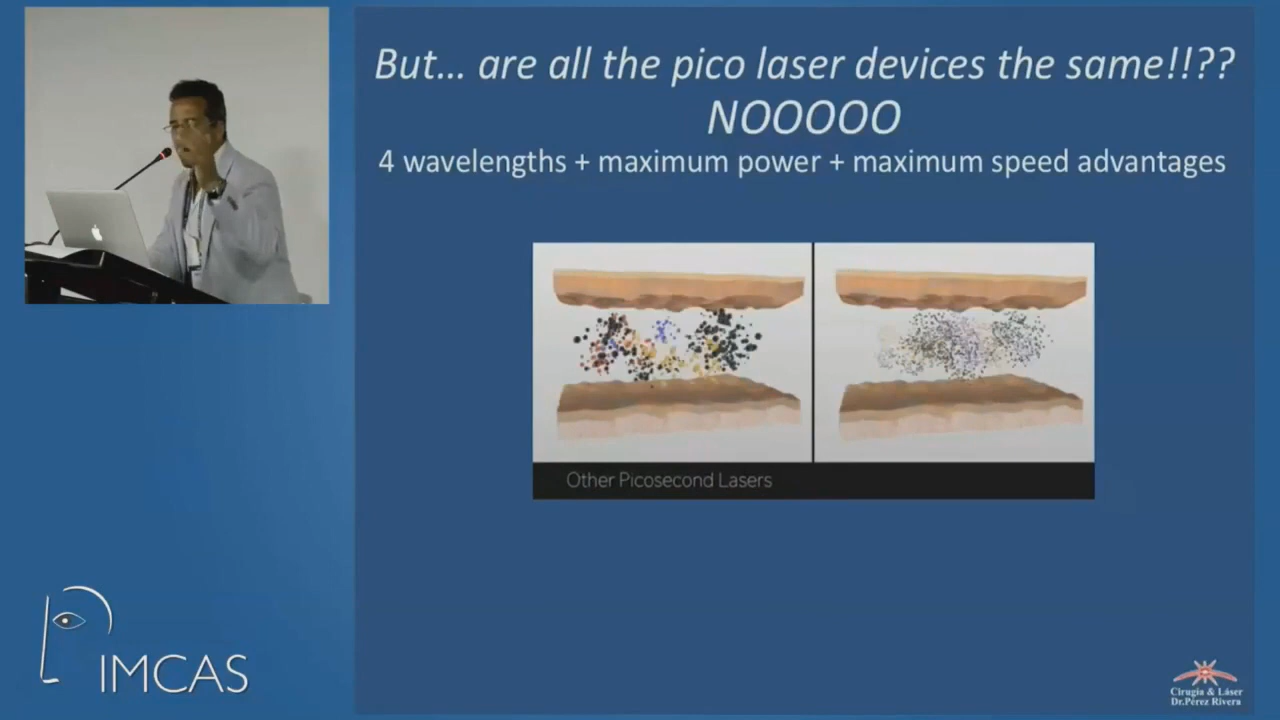 But... are all the pico laser devices the same!!??
NOOOOO
4 wavelengths + maximum power + maximum speed advantages
Other Picosecond Lasers
IMCAS
Cirugía & Láser
Dr.Pérez Rivera